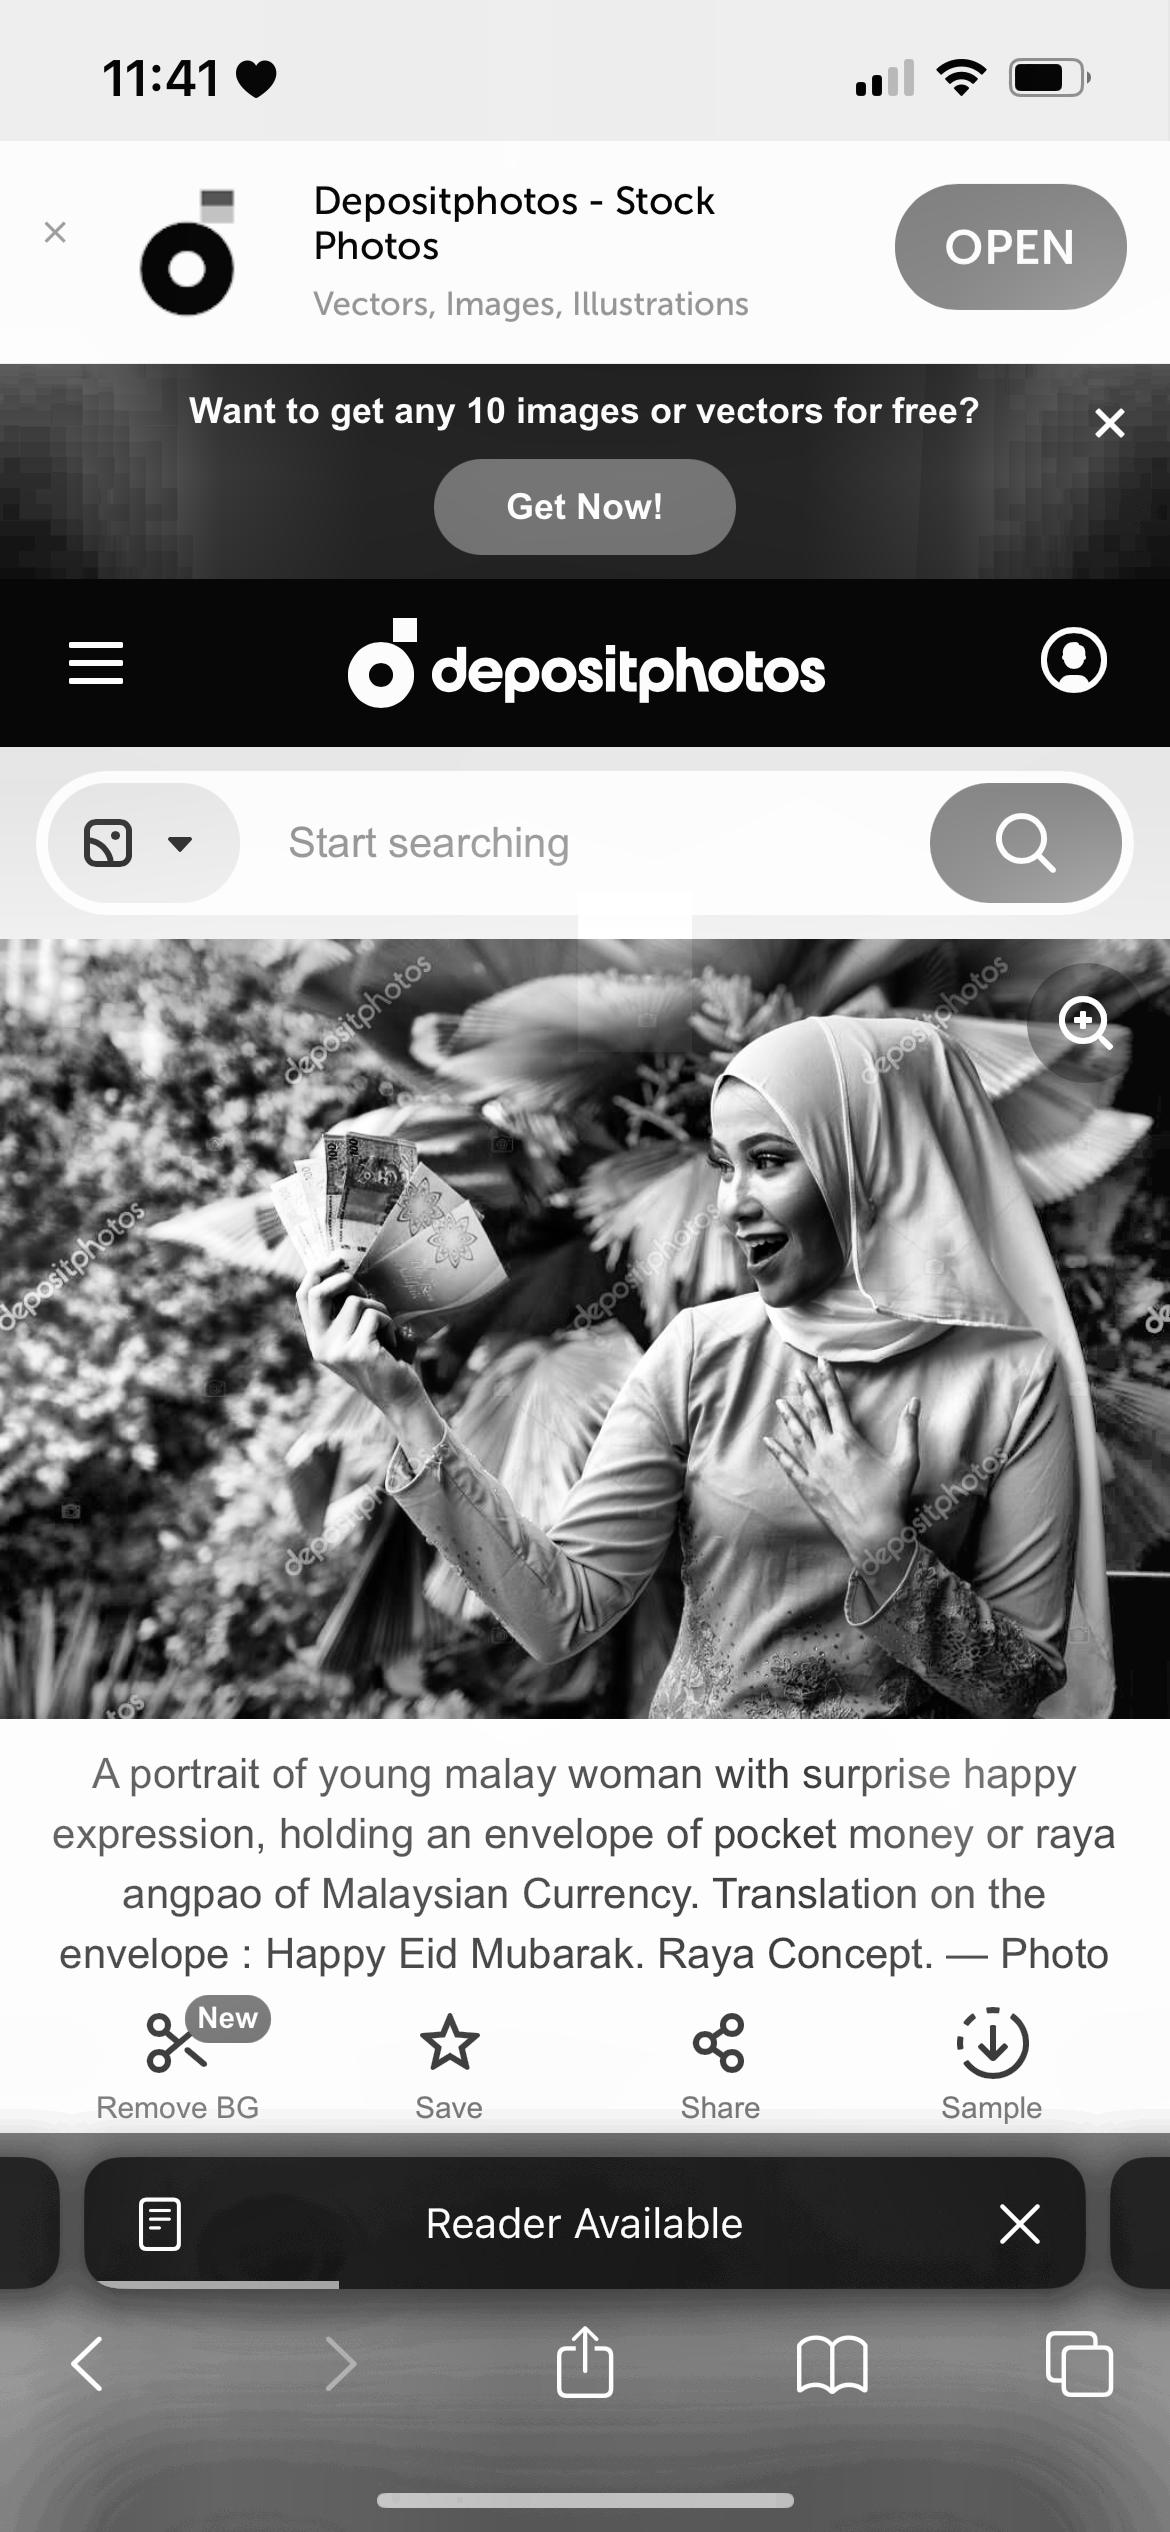 11:41
Depositphotos - Stock
Photos
Vectors, Images, Illustrations
OPEN
Want to get any 10 images or vectors for free?
Get Now!
depositphotos
Start searching
depositphotos
depositphotos
100
100
depositphotos
depositphotos
depositphotos
depositphotos
A portrait of young malay woman with surprise happy
expression, holding an envelope of pocket money or raya
angpao of Malaysian Currency. Translation on the
envelope : Happy Eid Mubarak. Raya Concept. — Photo
New
Remove BG
Save
Share
Sample
Reader Available